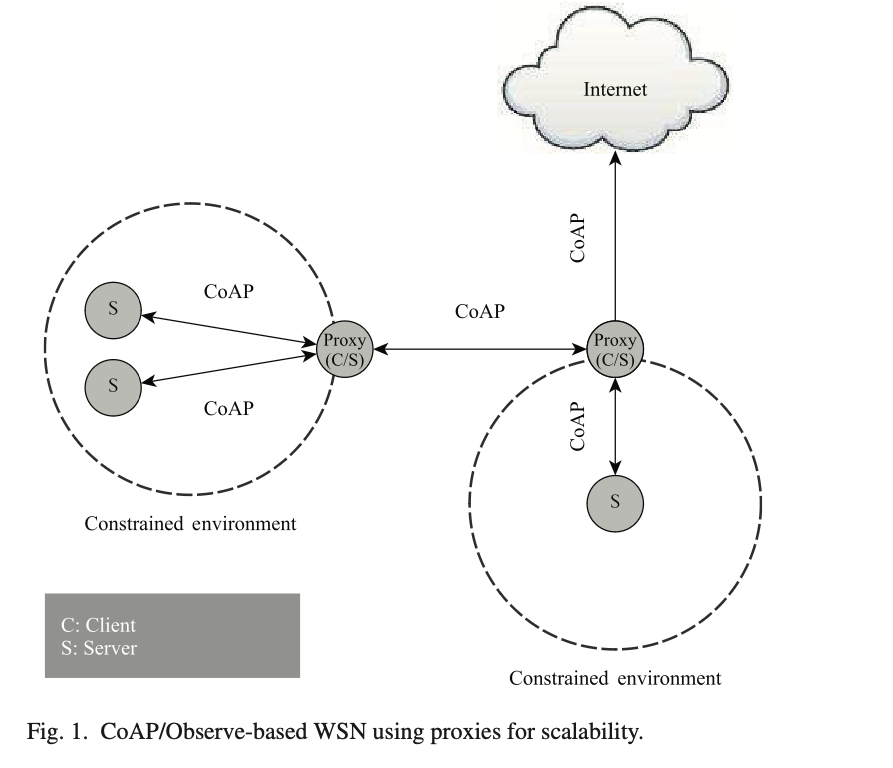 Internet
CoAP
CoAP
S
CoAP
Proxy
(C/S)
Proxy
(C/S)
S
CoAP
CoAP
S
Constrained environment
C: Client
S: Server
Constrained environment
Fig. 1. CoAP/Observe-based WSN using proxies for scalability.